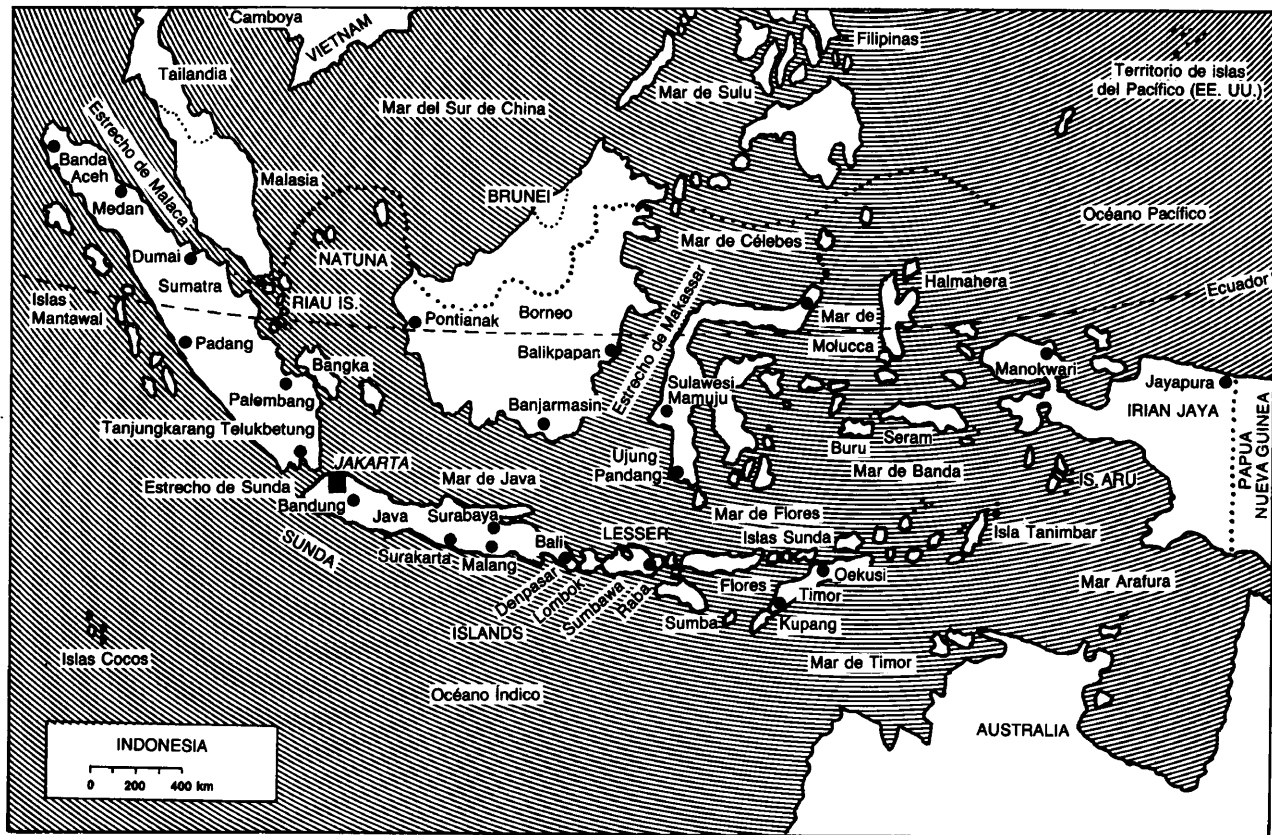 Camboya
VIETNAM
Filipinas
Tailandia
Mar de Sulu
Territorio de islas
del Pacífico (EE. UU.)
Mar del Sur de China
Estrecho de Malaca
Banda
Aceh
Malasia
Medan
BRUNEI
Océano Pacífico
Mar de Célebes
Dumai
NATUNA
Sumatra
Halmahera
Ecuador
Islas
Mantawal
RIAU IS.
Pontianak
Borneo
Estrecho de Makassar
Mar de
Molucca
Padang
Balikpapan
Bangka
Manokwari
Jayapura
Palembang
Sulawesi
Mamuju
IRIAN JAYA
Banjarmasin
Tanjungkarang Telukbetung
Buru
Seram
PAPUA
NUEVA GUINEA
JAKARTA
Ujung
Pandang
Mar de Banda
Estrecho de Sunda
Mar de Java
IS. ARU
Bandung
Java
Surabaya
Mar de Flores
Isla Tanimbar
SUNDA
LESSER
Islas Sunda
Surakarta
Malang
Bali
Oekusi
Denpasar
Lombok
Sumbawa
Raba
Flores
Timor
Mar Arafura
ISLANDS
Sumba
Kupang
Islas Cocos
Mar de Timor
Océano Índico
AUSTRALIA
INDONESIA
0 200 400 km